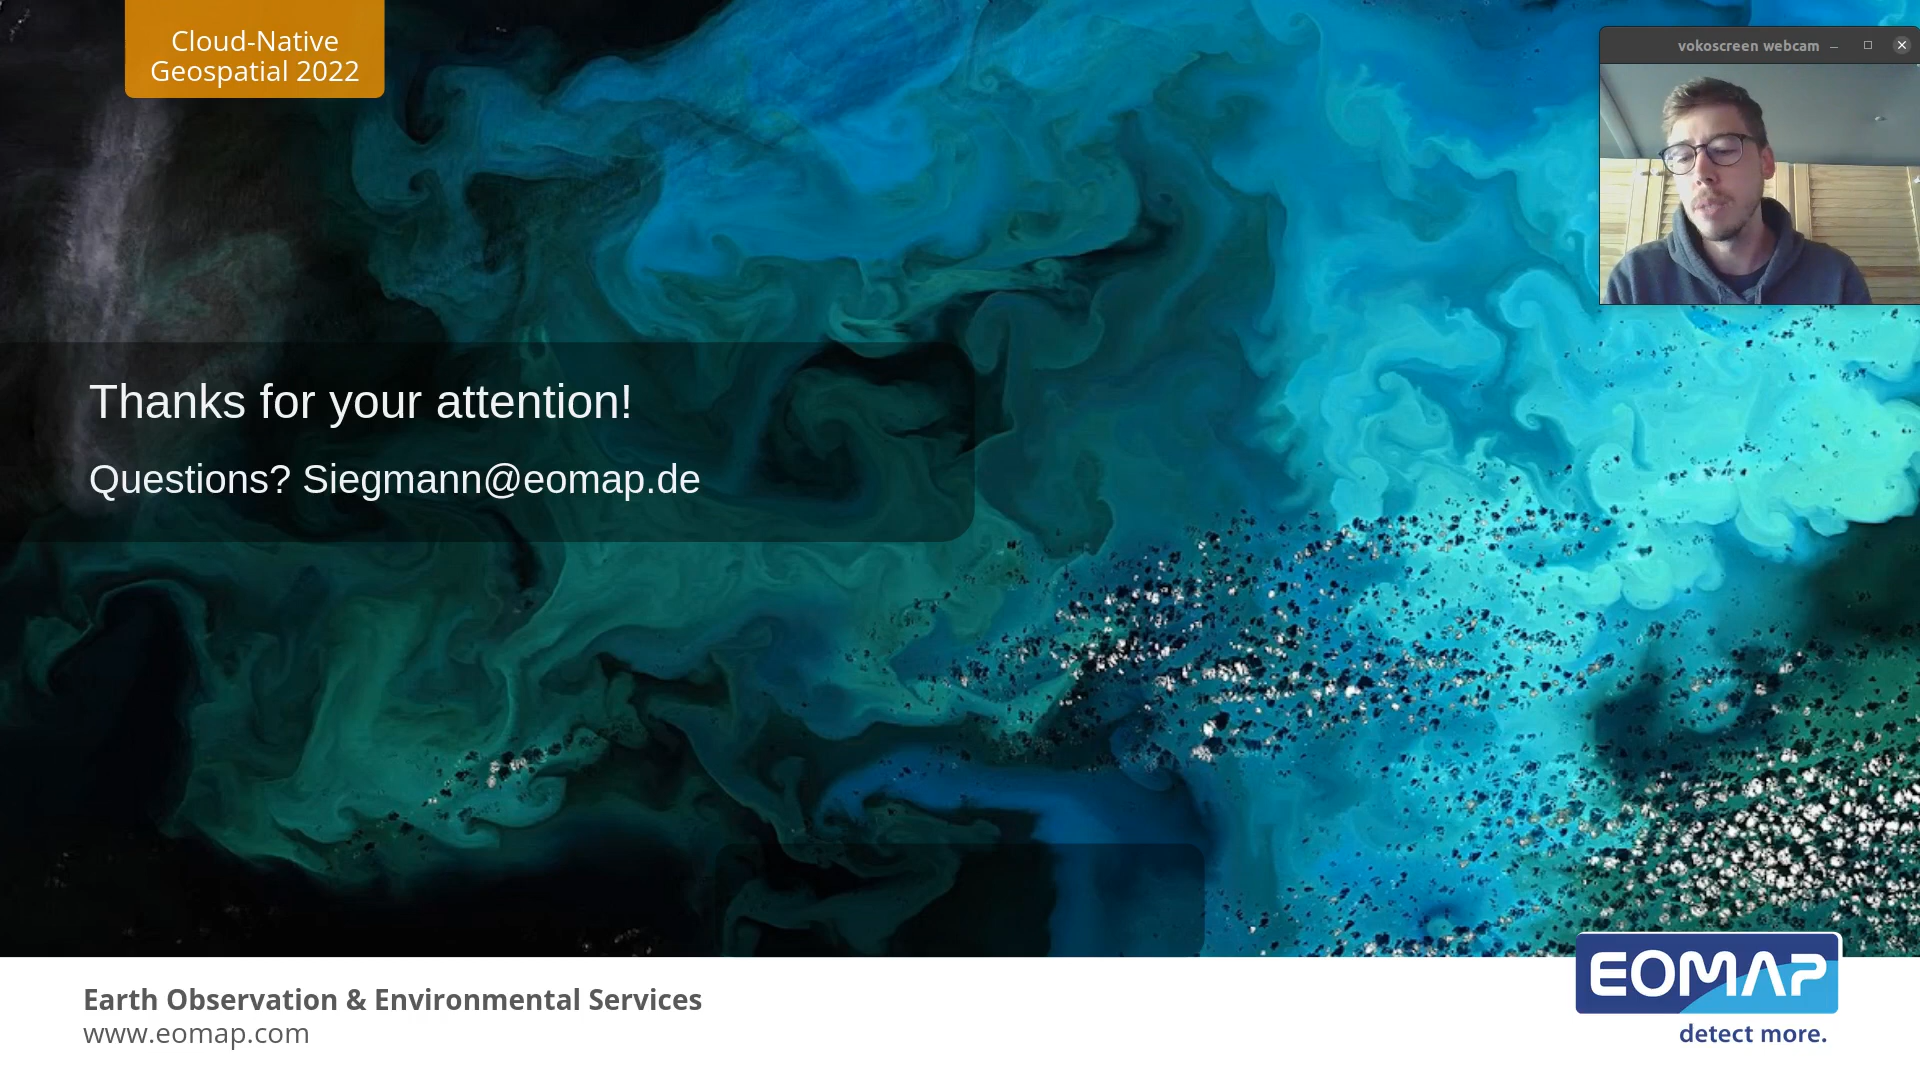 Cloud-Native
Geospatial 2022
vokoscreen webcam
Thanks for your attention!
Questions? Siegmann@eomap.de
Earth Observation & Environmental Services
www.eomap.com
EOMAP
detect more.